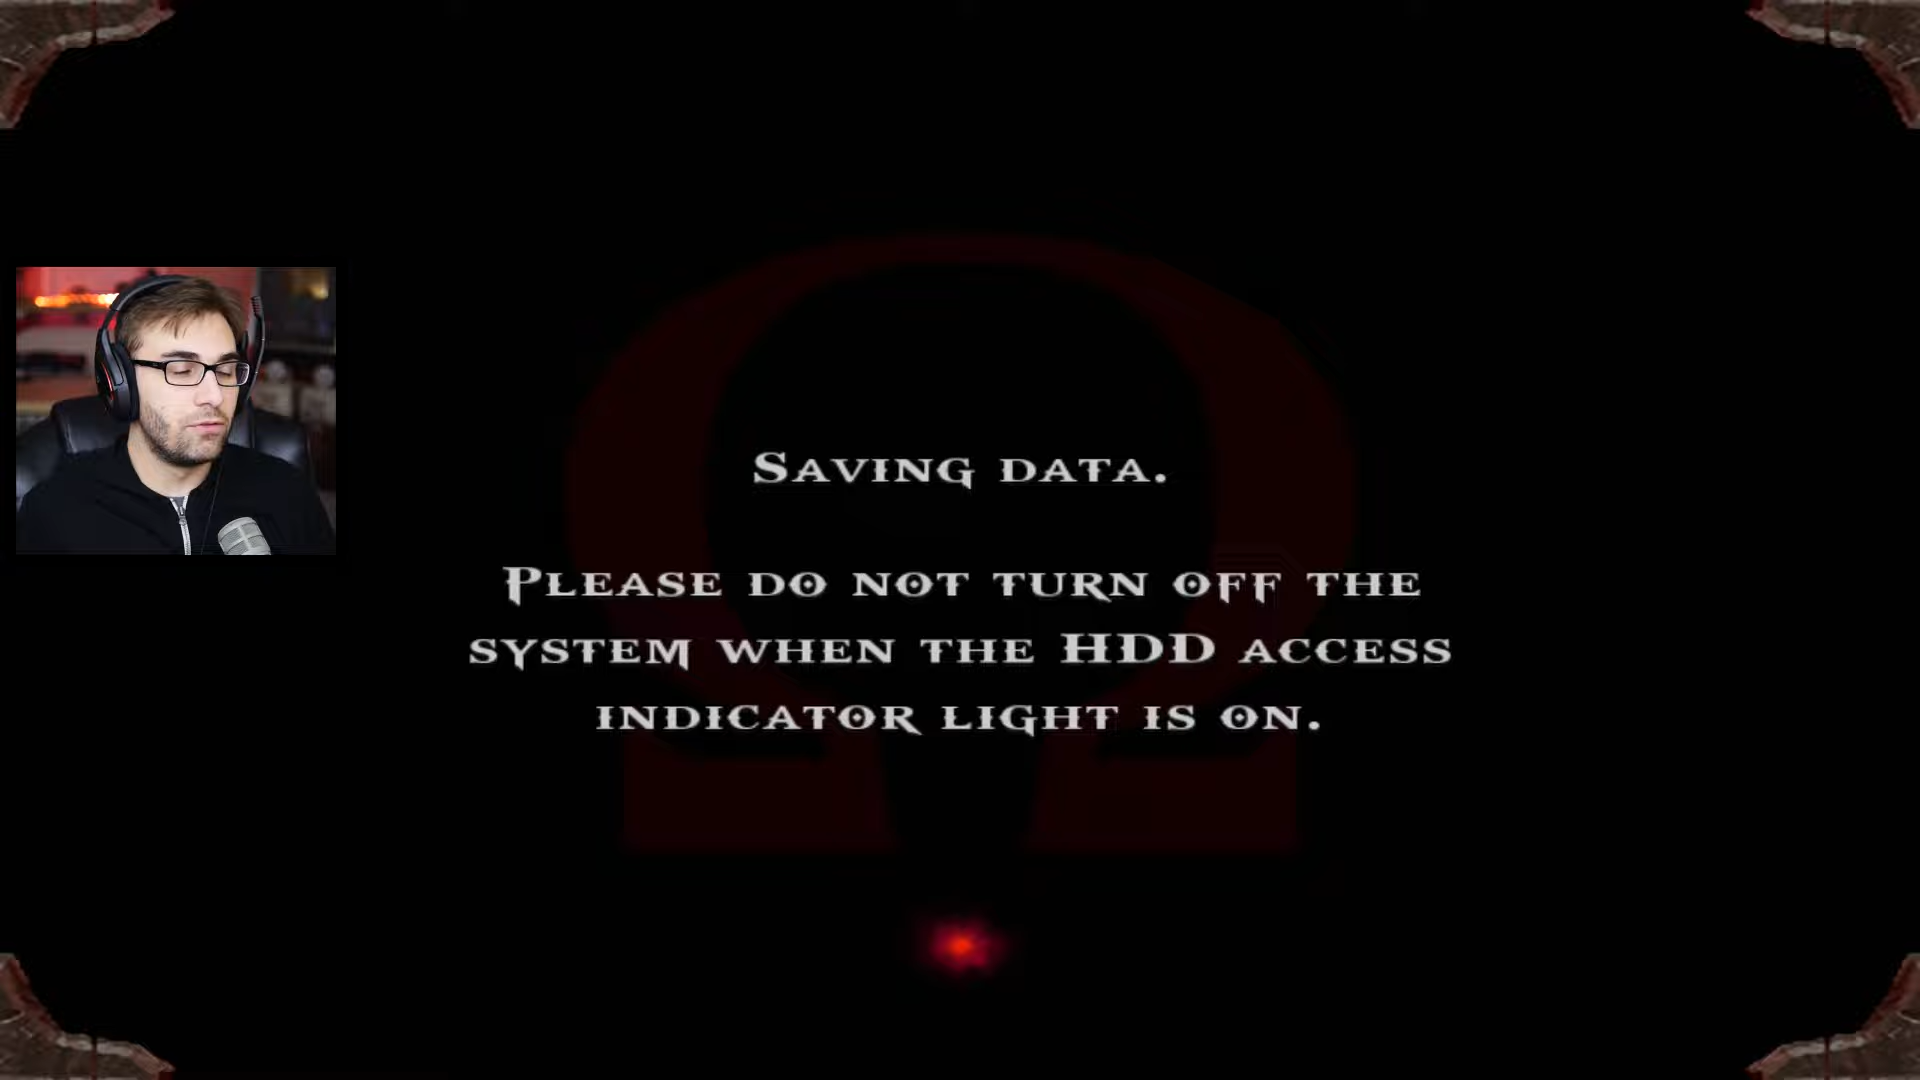 Saving data.
Please do not turn off the
system when the HDD access
indicator light is on.